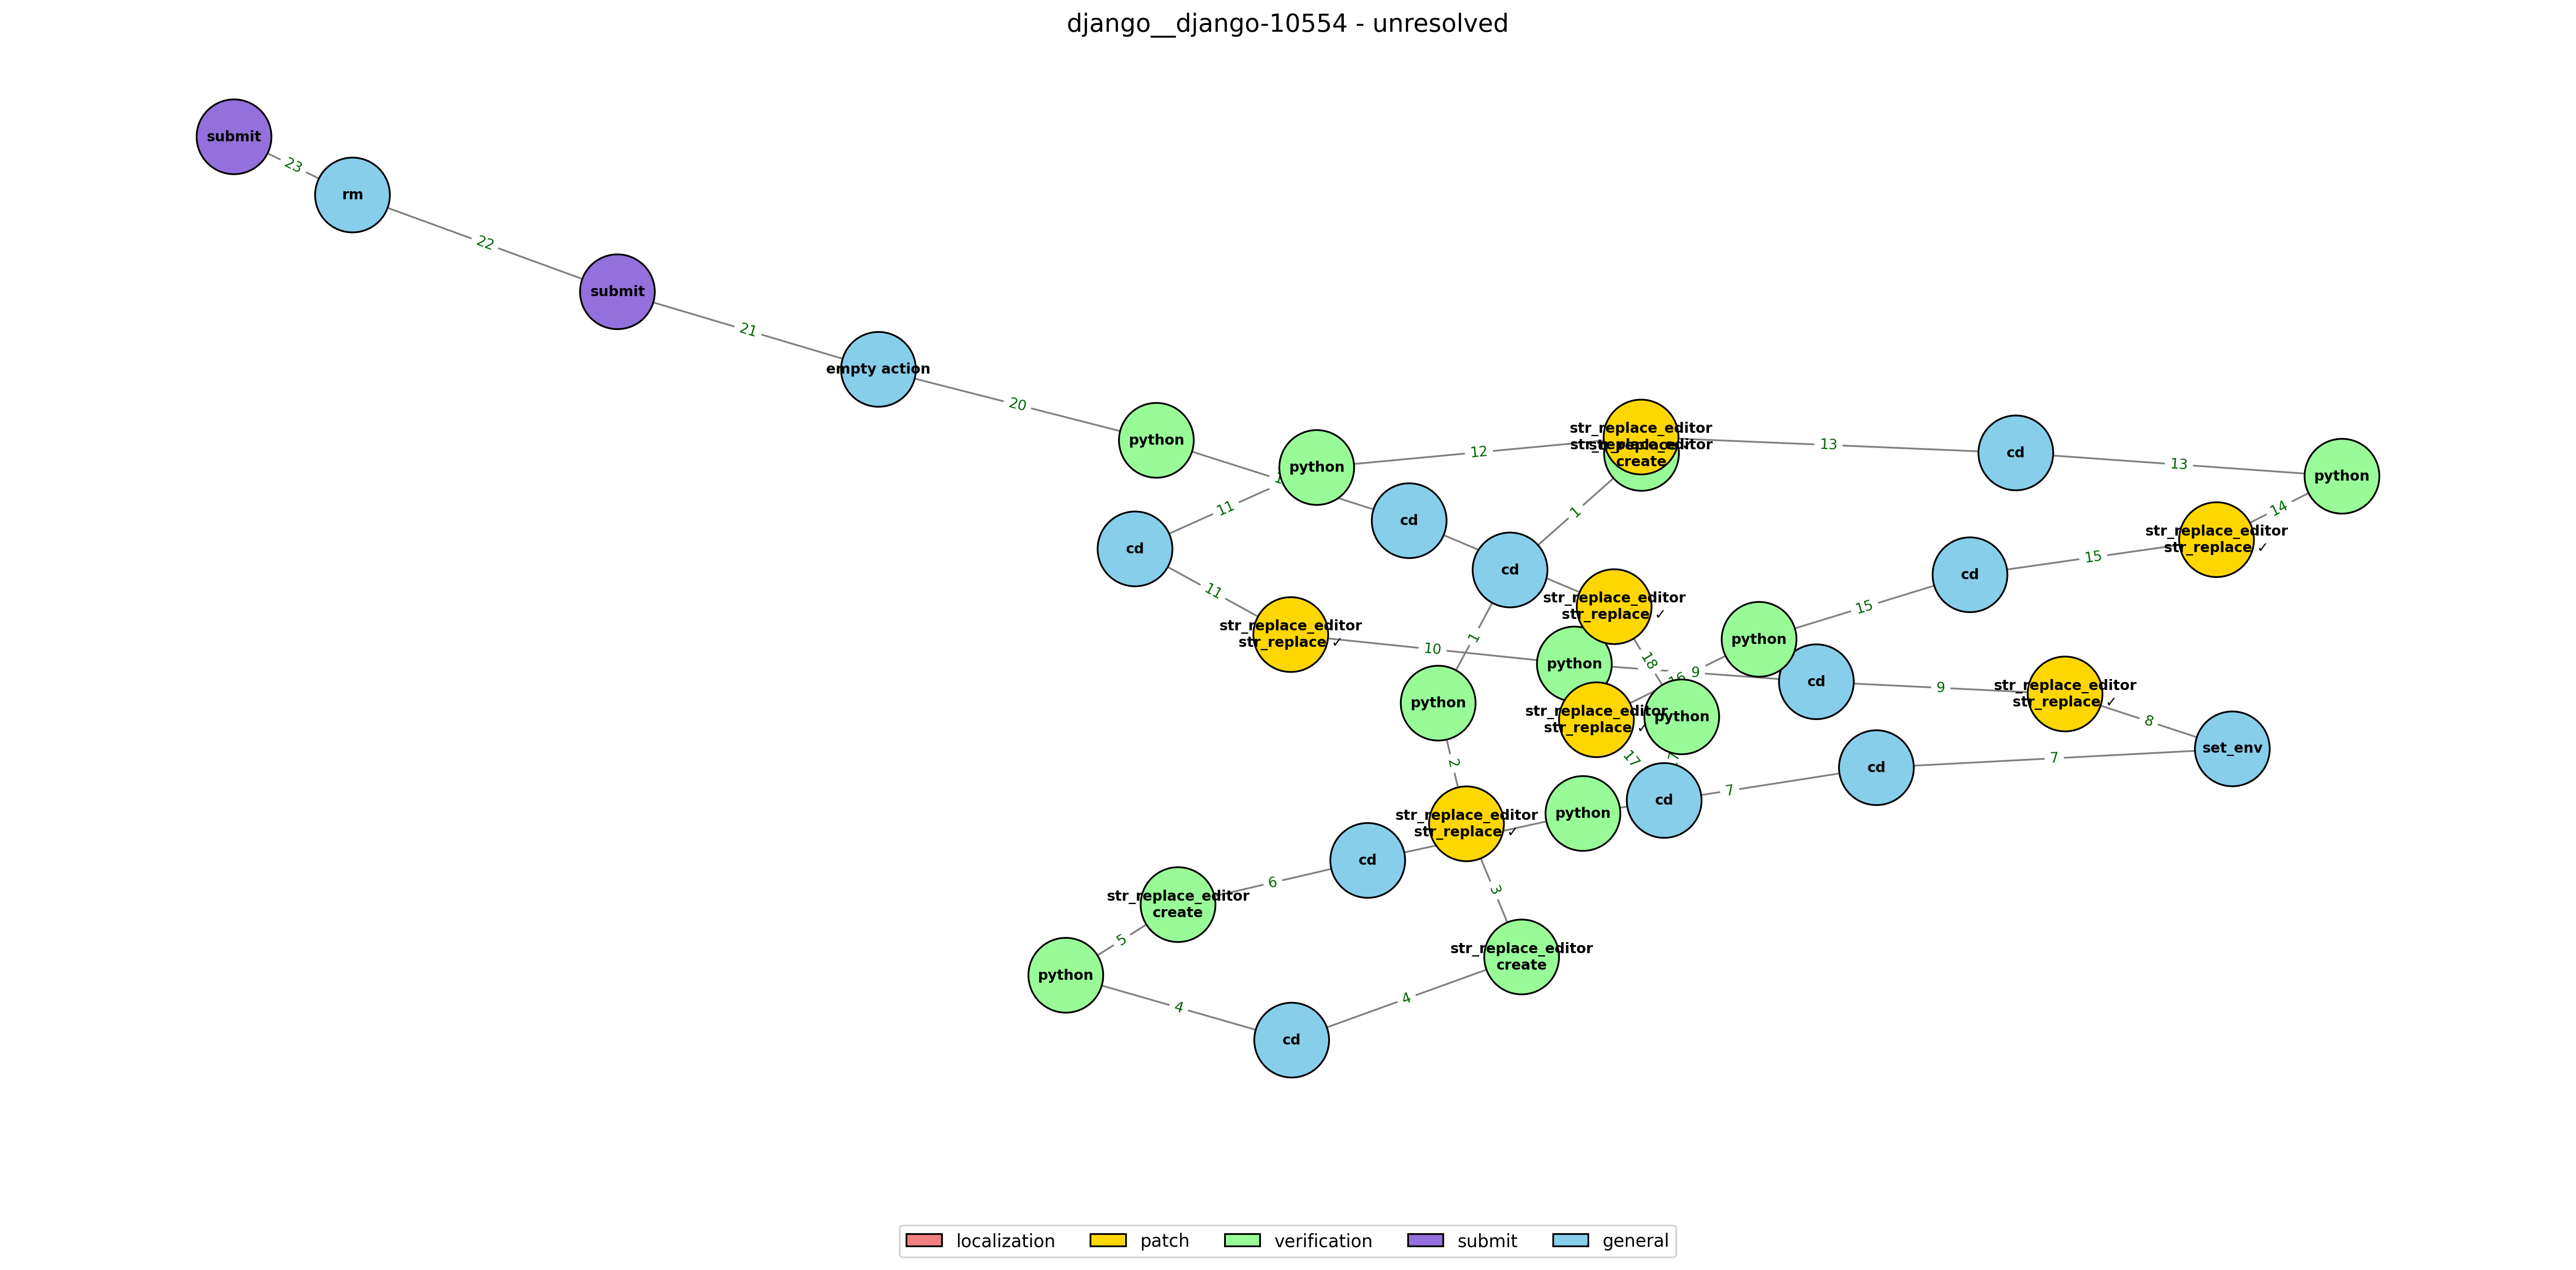 django__django-10554 - unresolved
submit
23
rm
22
submit
21
empty action
20
python
python
12
str_replace_editor
str_replace ✓
str_replace_editor
create
13
cd
13
python
14
11
cd
cd
1
cd
str_replace_editor
str_replace ✓
15
cd
11
str_replace_editor
str_replace ✓
15
str_replace_editor
str_replace ✓
10
1
python
18
9
python
cd
9
str_replace_editor
str_replace ✓
8
python
str_replace_editor
str_replace ✓
16
python
set_env
2
17
cd
7
cd
7
python
str_replace_editor
str_replace ✓
cd
6
3
str_replace_editor
create
5
str_replace_editor
create
python
4
4
cd
localization
patch
verification
submit
general